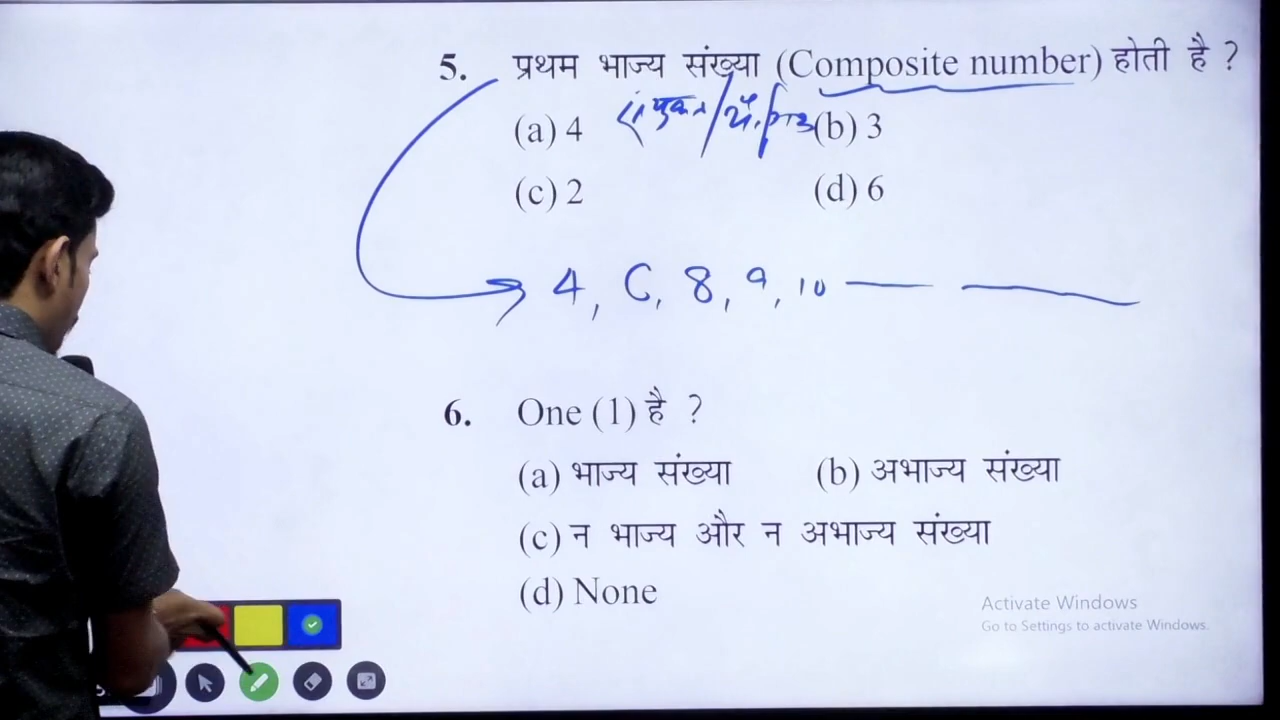 5. प्रथम भाज्य संख्या (Composite number) होती है ?
(a) 4 (b) 3
(c) 2 (d) 6
4, 6, 8, 9, 10
6. One (1) है ?
(a) भाज्य संख्या (b) अभाज्य संख्या
(c) न भाज्य और न अभाज्य संख्या
(d) None
Activate Windows
Go to Settings to activate Windows.